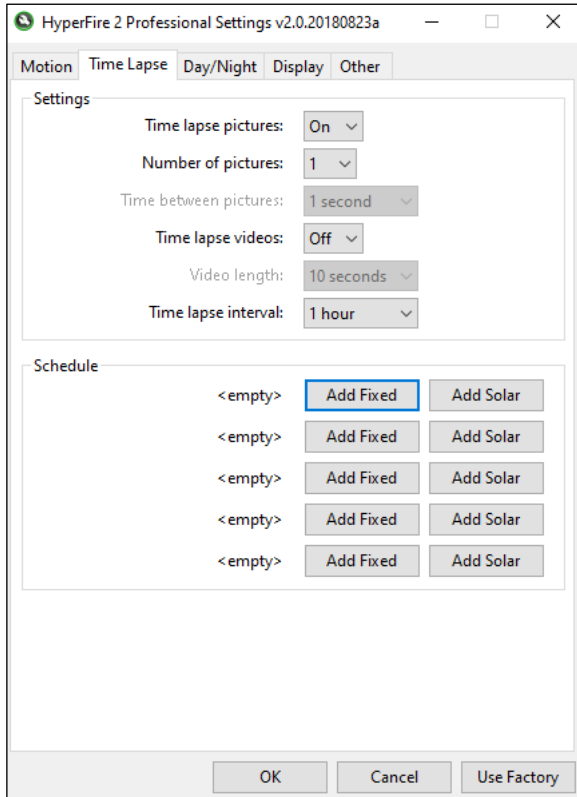 HyperFire 2 Professional Settings v2.0.20180823a
Motion Time Lapse Day/Night Display Other
Settings
Time lapse pictures: On
Number of pictures: 1
Time between pictures: 1 second
Time lapse videos: Off
Video length: 10 seconds
Time lapse interval: 1 hour
Schedule
<empty> Add Fixed Add Solar
<empty> Add Fixed Add Solar
<empty> Add Fixed Add Solar
<empty> Add Fixed Add Solar
<empty> Add Fixed Add Solar
OK Cancel Use Factory